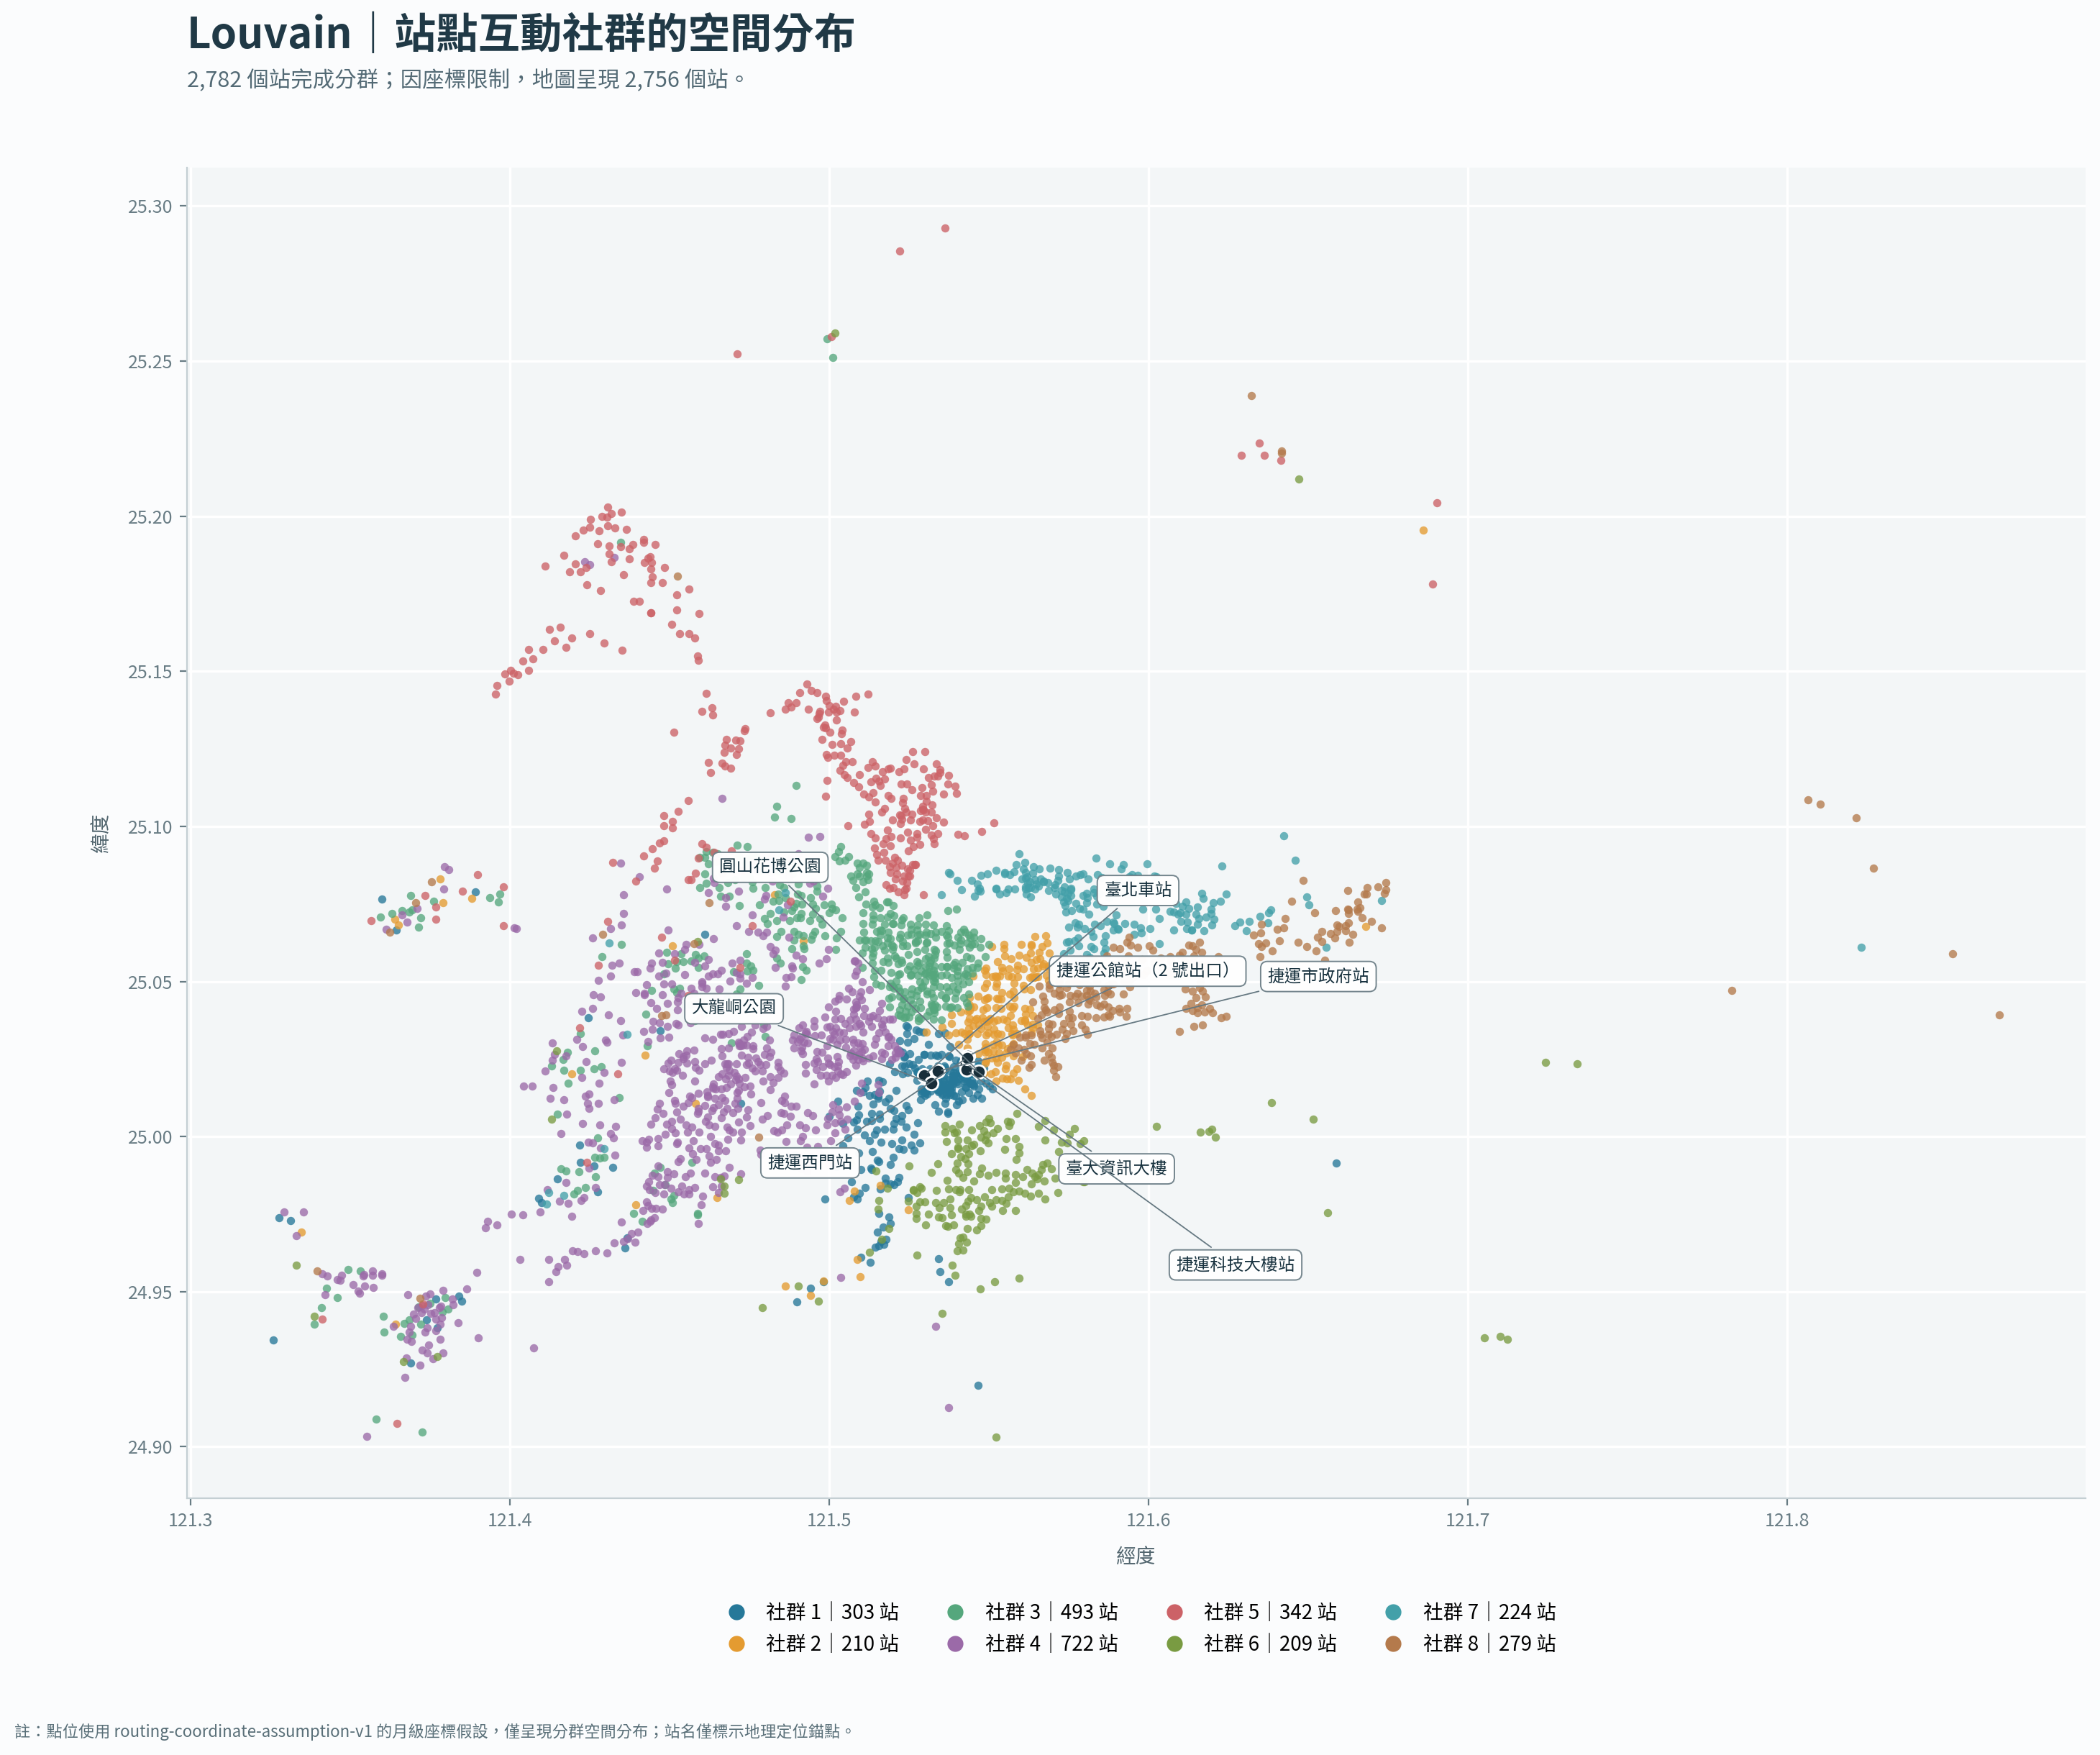 Louvain｜站點互動社群的空間分布
2,782 個站完成分群；因座標限制，地圖呈現 2,756 個站。
25.30
25.25
25.20
25.15
25.10
25.05
25.00
24.95
24.90
緯度
圓山花博公園
臺北車站
捷運公館站（2 號出口）
捷運市政府站
大龍峒公園
捷運西門站
臺大資訊大樓
捷運科技大樓站
121.3
121.4
121.5
121.6
121.7
121.8
經度
社群 1｜303 站
社群 3｜493 站
社群 5｜342 站
社群 7｜224 站
社群 2｜210 站
社群 4｜722 站
社群 6｜209 站
社群 8｜279 站
註：點位使用 routing-coordinate-assumption-v1 的月級座標假設，僅呈現分群空間分布；站名僅標示地理定位錨點。